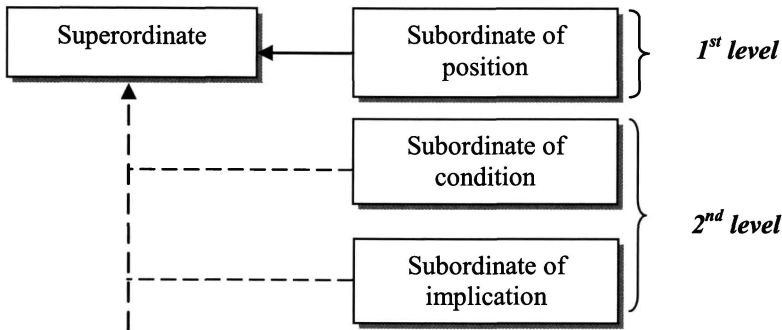 Superordinate
Subordinate of
position
1st level
Subordinate of
condition
Subordinate of
implication
2nd level